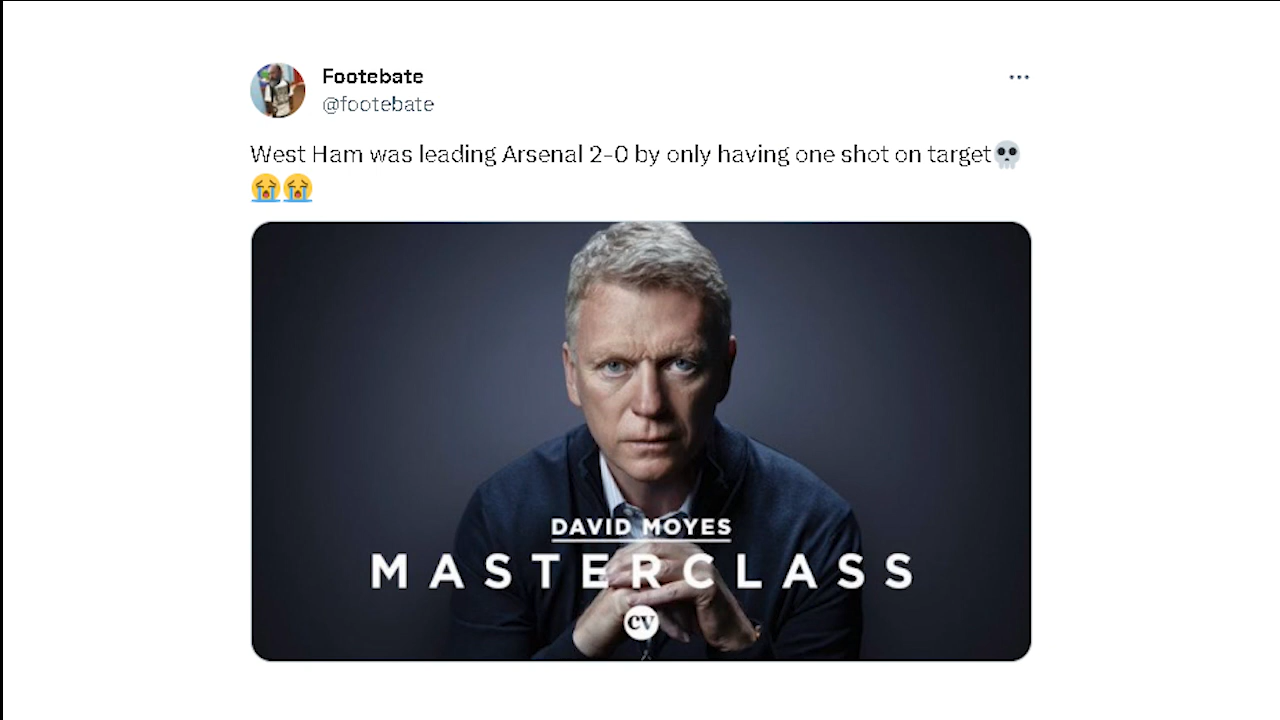 Footebate
@footebate
West Ham was leading Arsenal 2-0 by only having one shot on target💀
😭😭
DAVID MOYES
MASTERCLASS
CV